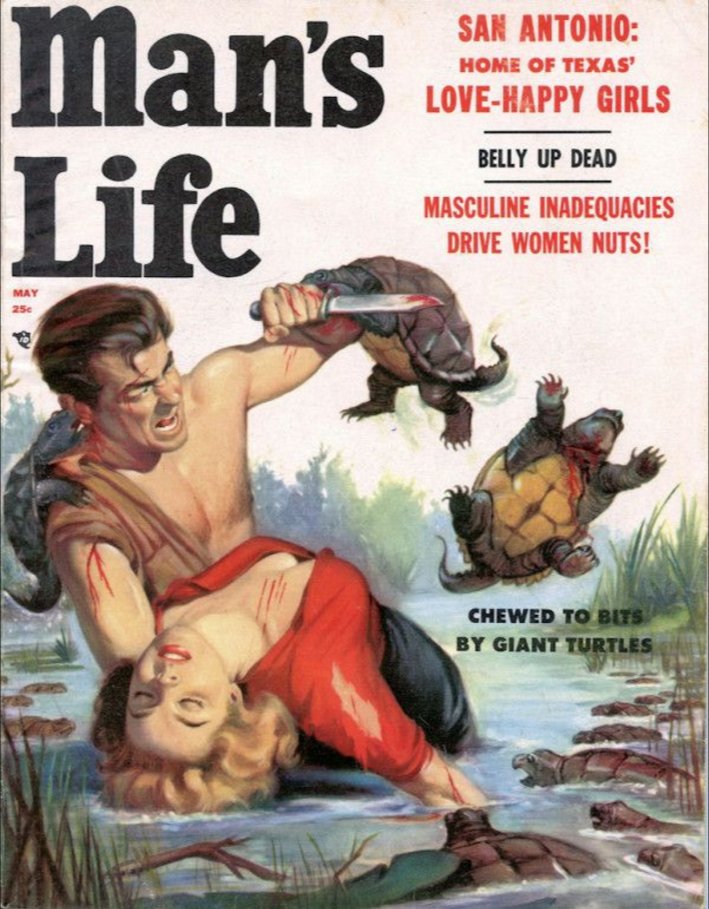 Man's
Life
MAY
25c
SAN ANTONIO:
HOME OF TEXAS'
LOVE-HAPPY GIRLS
BELLY UP DEAD
MASCULINE INADEQUACIES
DRIVE WOMEN NUTS!
CHEWED TO BITS
BY GIANT TURTLES